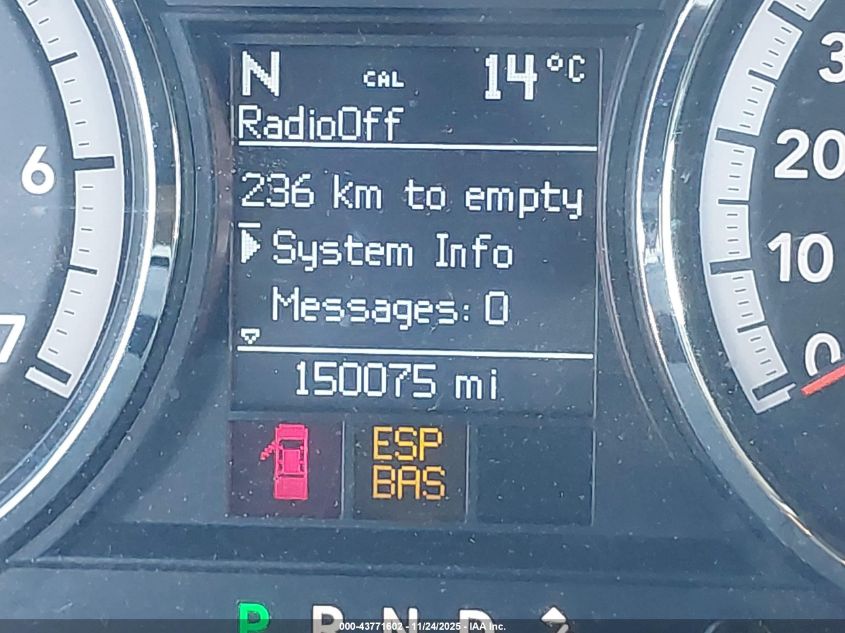 N CAL 14°C
RadioOff
236 km to empty
System Info
Messages: 0
150075 mi
ESP
BAS
6
7
3
20
10
0
P R N D
000-43771602 - 11/24/2025 - IAA Inc.